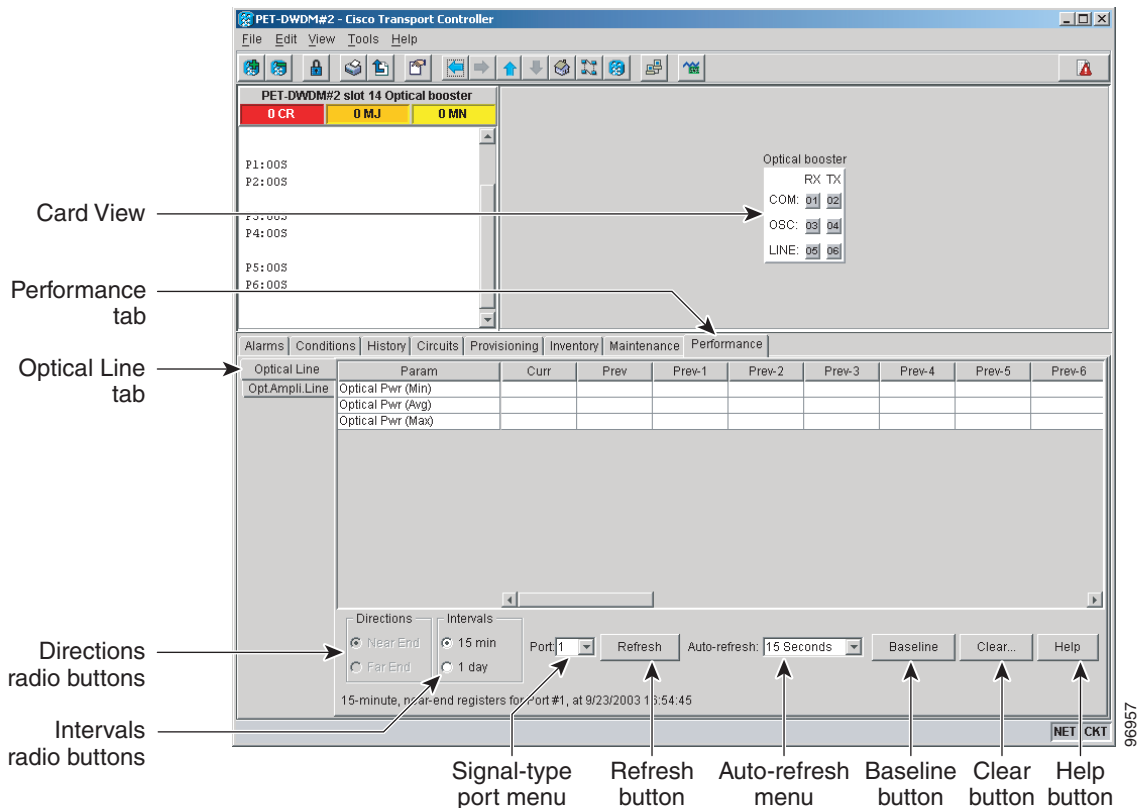 PET-DWDM#2 - Cisco Transport Controller
File Edit View Tools Help
PET-DWDM#2 slot 14 Optical booster
0 CR 0 MJ 0 MN
P1:OOS
P2:OOS
P3:OOS
P4:OOS
P5:OOS
P6:OOS
Optical booster
RX TX
COM: 01 02
OSC: 03 04
LINE: 05 06
Card View
Performance
tab
Optical Line
tab
Alarms Conditions History Circuits Provisioning Inventory Maintenance Performance
Optical Line
Opt.Ampli.Line
Param Curr Prev Prev-1 Prev-2 Prev-3 Prev-4 Prev-5 Prev-6
Optical Pwr (Min)
Optical Pwr (Avg)
Optical Pwr (Max)
Directions
Near End
Far End
Intervals
15 min
1 day
Port: 1 Refresh Auto-refresh: 15 Seconds Baseline Clear... Help
15-minute, near-end registers for Port #1, at 9/23/2003 16:54:45
NET CKT
Directions
radio buttons
Intervals
radio buttons
Signal-type
port menu
Refresh
button
Auto-refresh
menu
Baseline
button
Clear
button
Help
button
96957